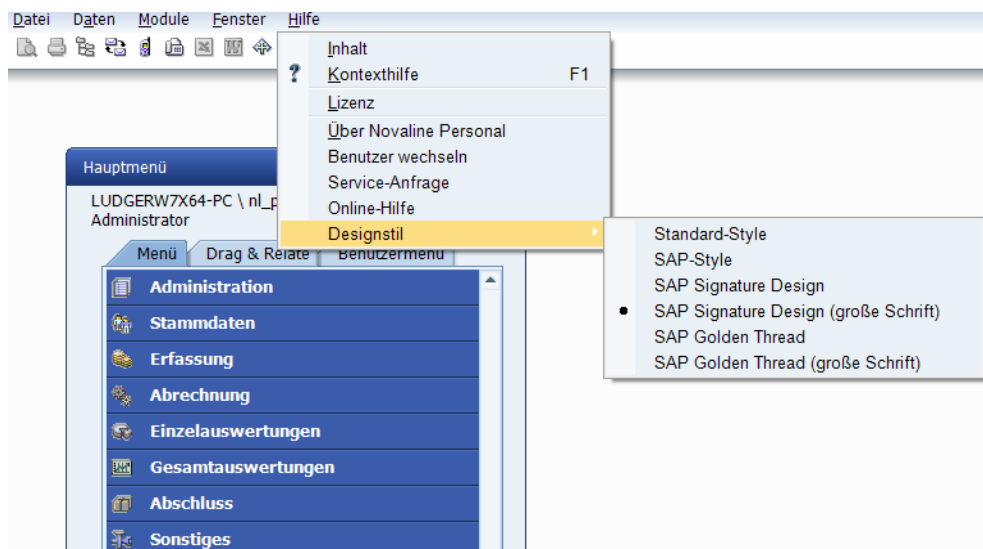 Datei Daten Module Fenster Hilfe
Inhalt
? Kontexthilfe F1
Lizenz
Über Novaline Personal
Benutzer wechseln
Service-Anfrage
Online-Hilfe
Designstil
Standard-Style
SAP-Style
SAP Signature Design
SAP Signature Design (große Schrift)
SAP Golden Thread
SAP Golden Thread (große Schrift)
Hauptmenü
LUDGERW7X64-PC \ nl_p
Administrator
Menü Drag & Relate Benutzermenü
Administration
Stammdaten
Erfassung
Abrechnung
Einzelauswertungen
Gesamtauswertungen
Abschluss
Sonstiges